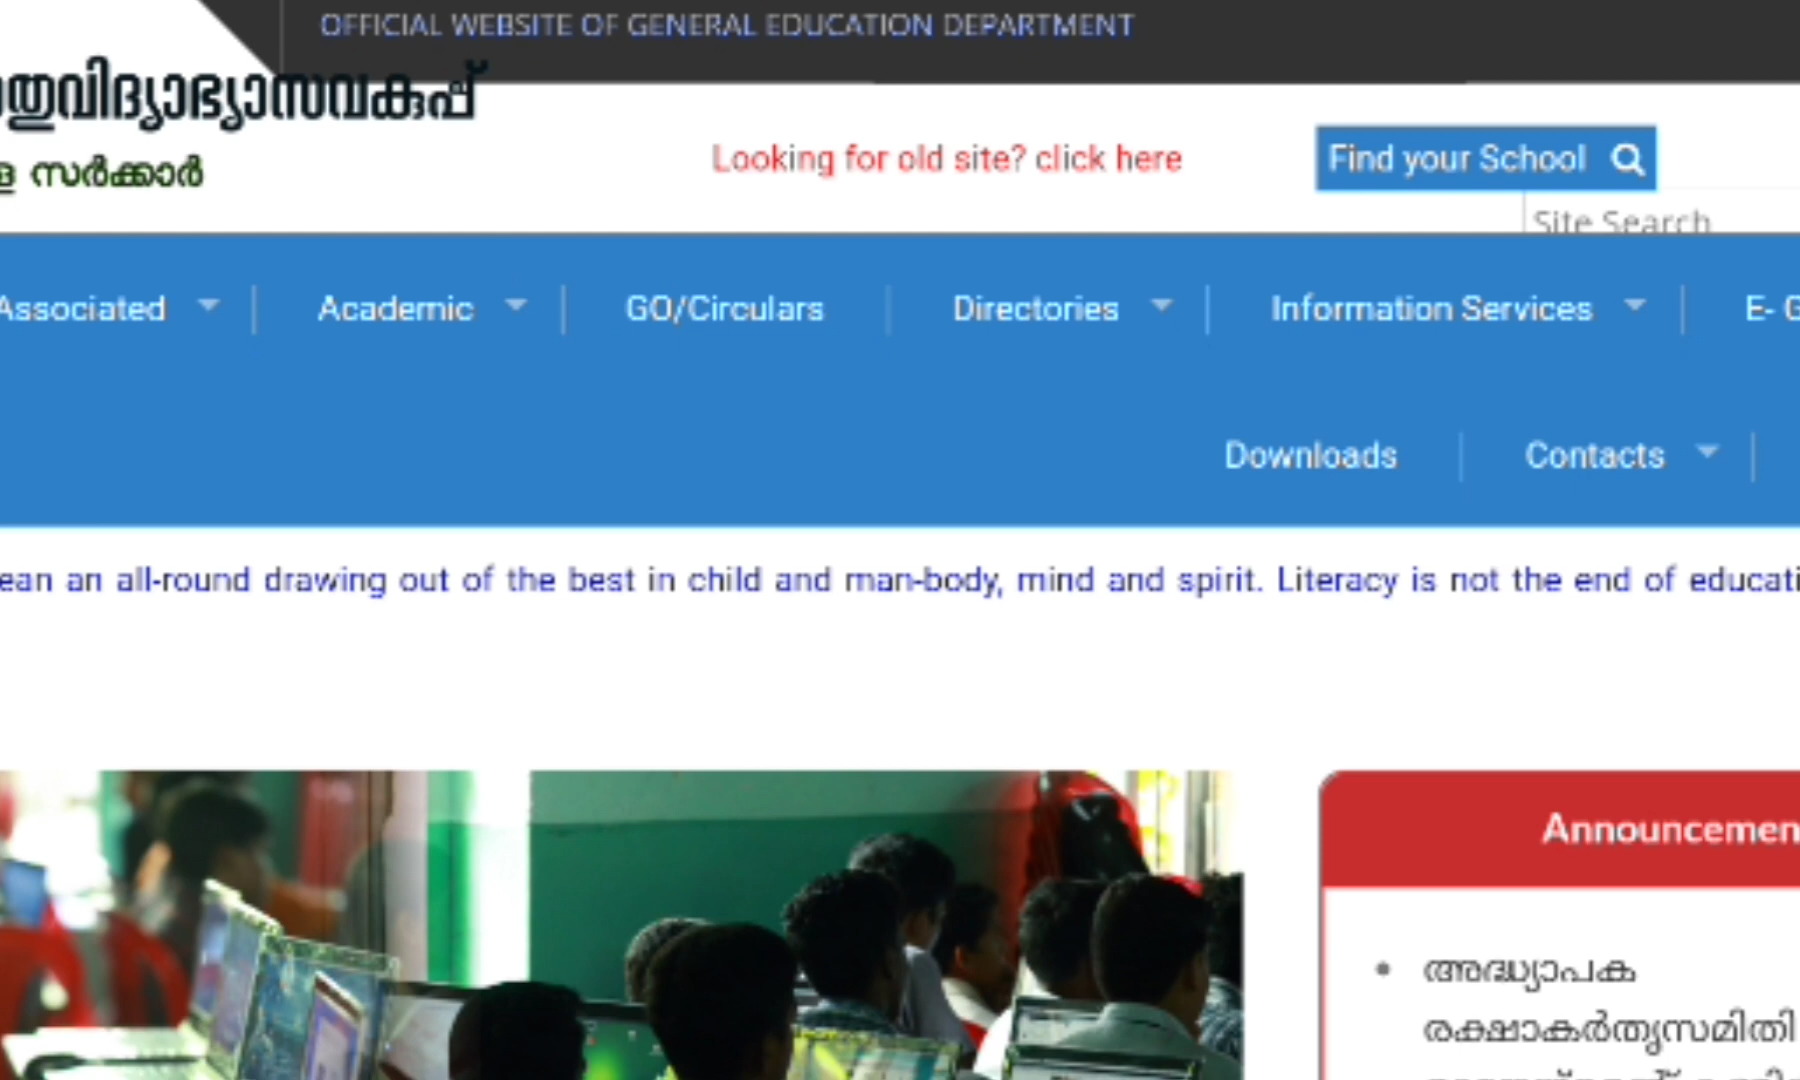 OFFICIAL WEBSITE OF GENERAL EDUCATION DEPARTMENT
തുവിദ്യാഭ്യാസവകുപ്പ്
സർക്കാർ
Looking for old site? click here
Find your School
Site Search
Associated
Academic
GO/Circulars
Directories
Information Services
E- G
Downloads
Contacts
ean an all-round drawing out of the best in child and man-body, mind and spirit. Literacy is not the end of educati
Announcemen
• അദ്ധ്യാപക
രക്ഷാകർതൃസമിതി